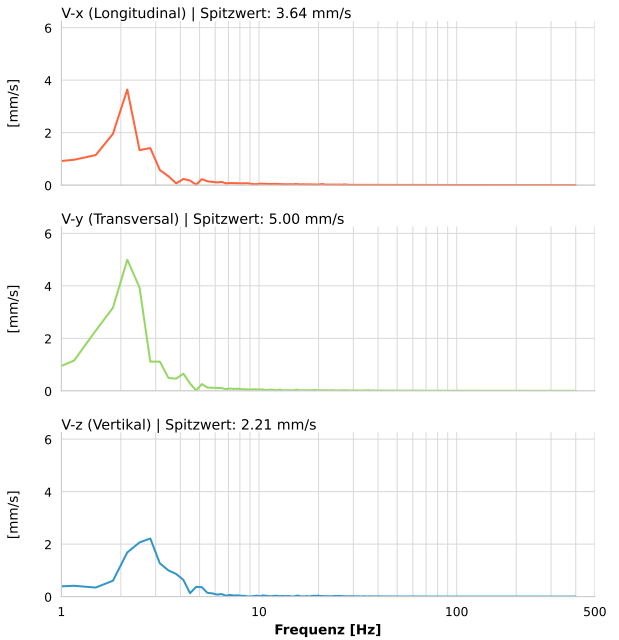 V-x (Longitudinal) | Spitzwert: 3.64 mm/s
6
4
2
0
[mm/s]
V-y (Transversal) | Spitzwert: 5.00 mm/s
6
4
2
0
[mm/s]
V-z (Vertikal) | Spitzwert: 2.21 mm/s
6
4
2
0
[mm/s]
1 10 100 500
Frequenz [Hz]